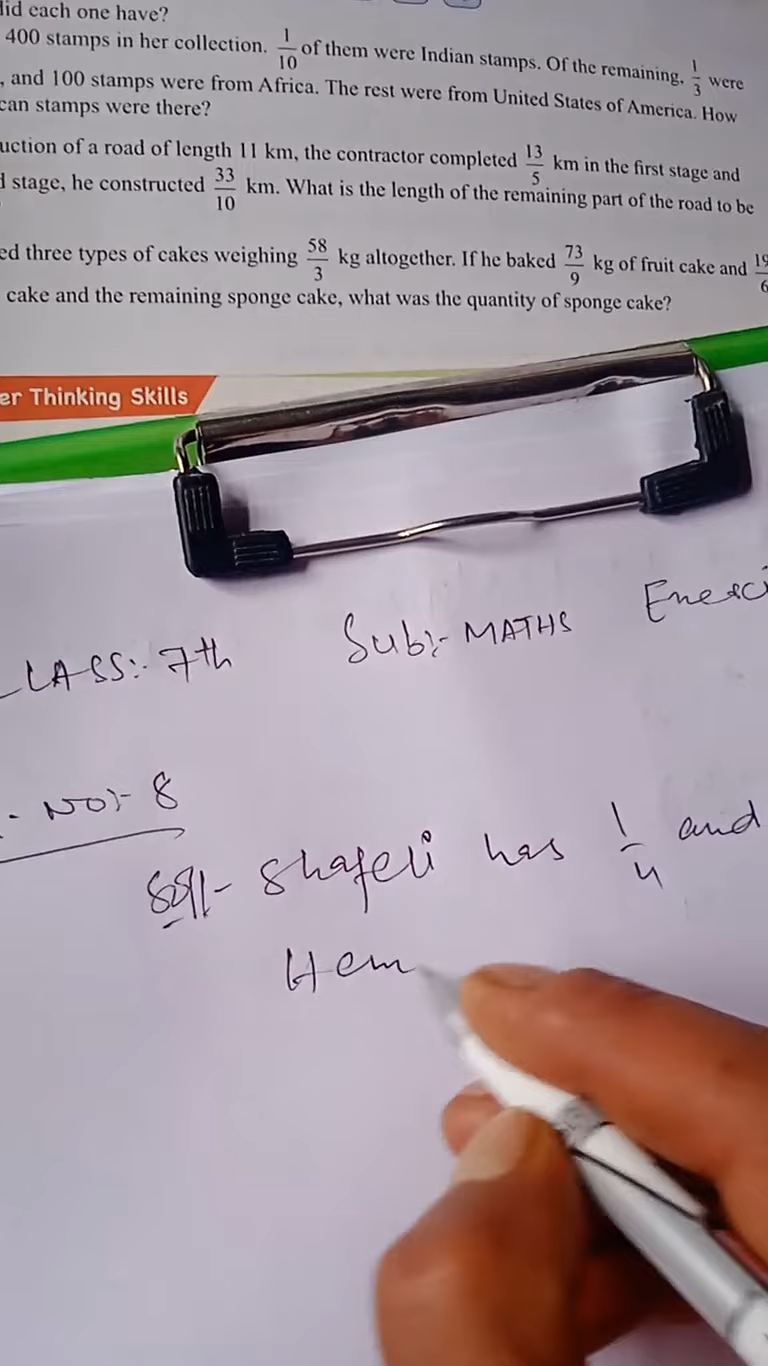 did each one have?
400 stamps in her collection. 1/10 of them were Indian stamps. Of the remaining, 1/3 were
, and 100 stamps were from Africa. The rest were from United States of America. How
can stamps were there?
uction of a road of length 11 km, the contractor completed 13/5 km in the first stage and
d stage, he constructed 33/10 km. What is the length of the remaining part of the road to be
ed three types of cakes weighing 58/3 kg altogether. If he baked 73/9 kg of fruit cake and 19/6
cake and the remaining sponge cake, what was the quantity of sponge cake?
er Thinking Skills
CLASS:- 7th Sub:- MATHS Exerci
. No:- 8
Sol:- Shafeli has 1/4 and
Hem